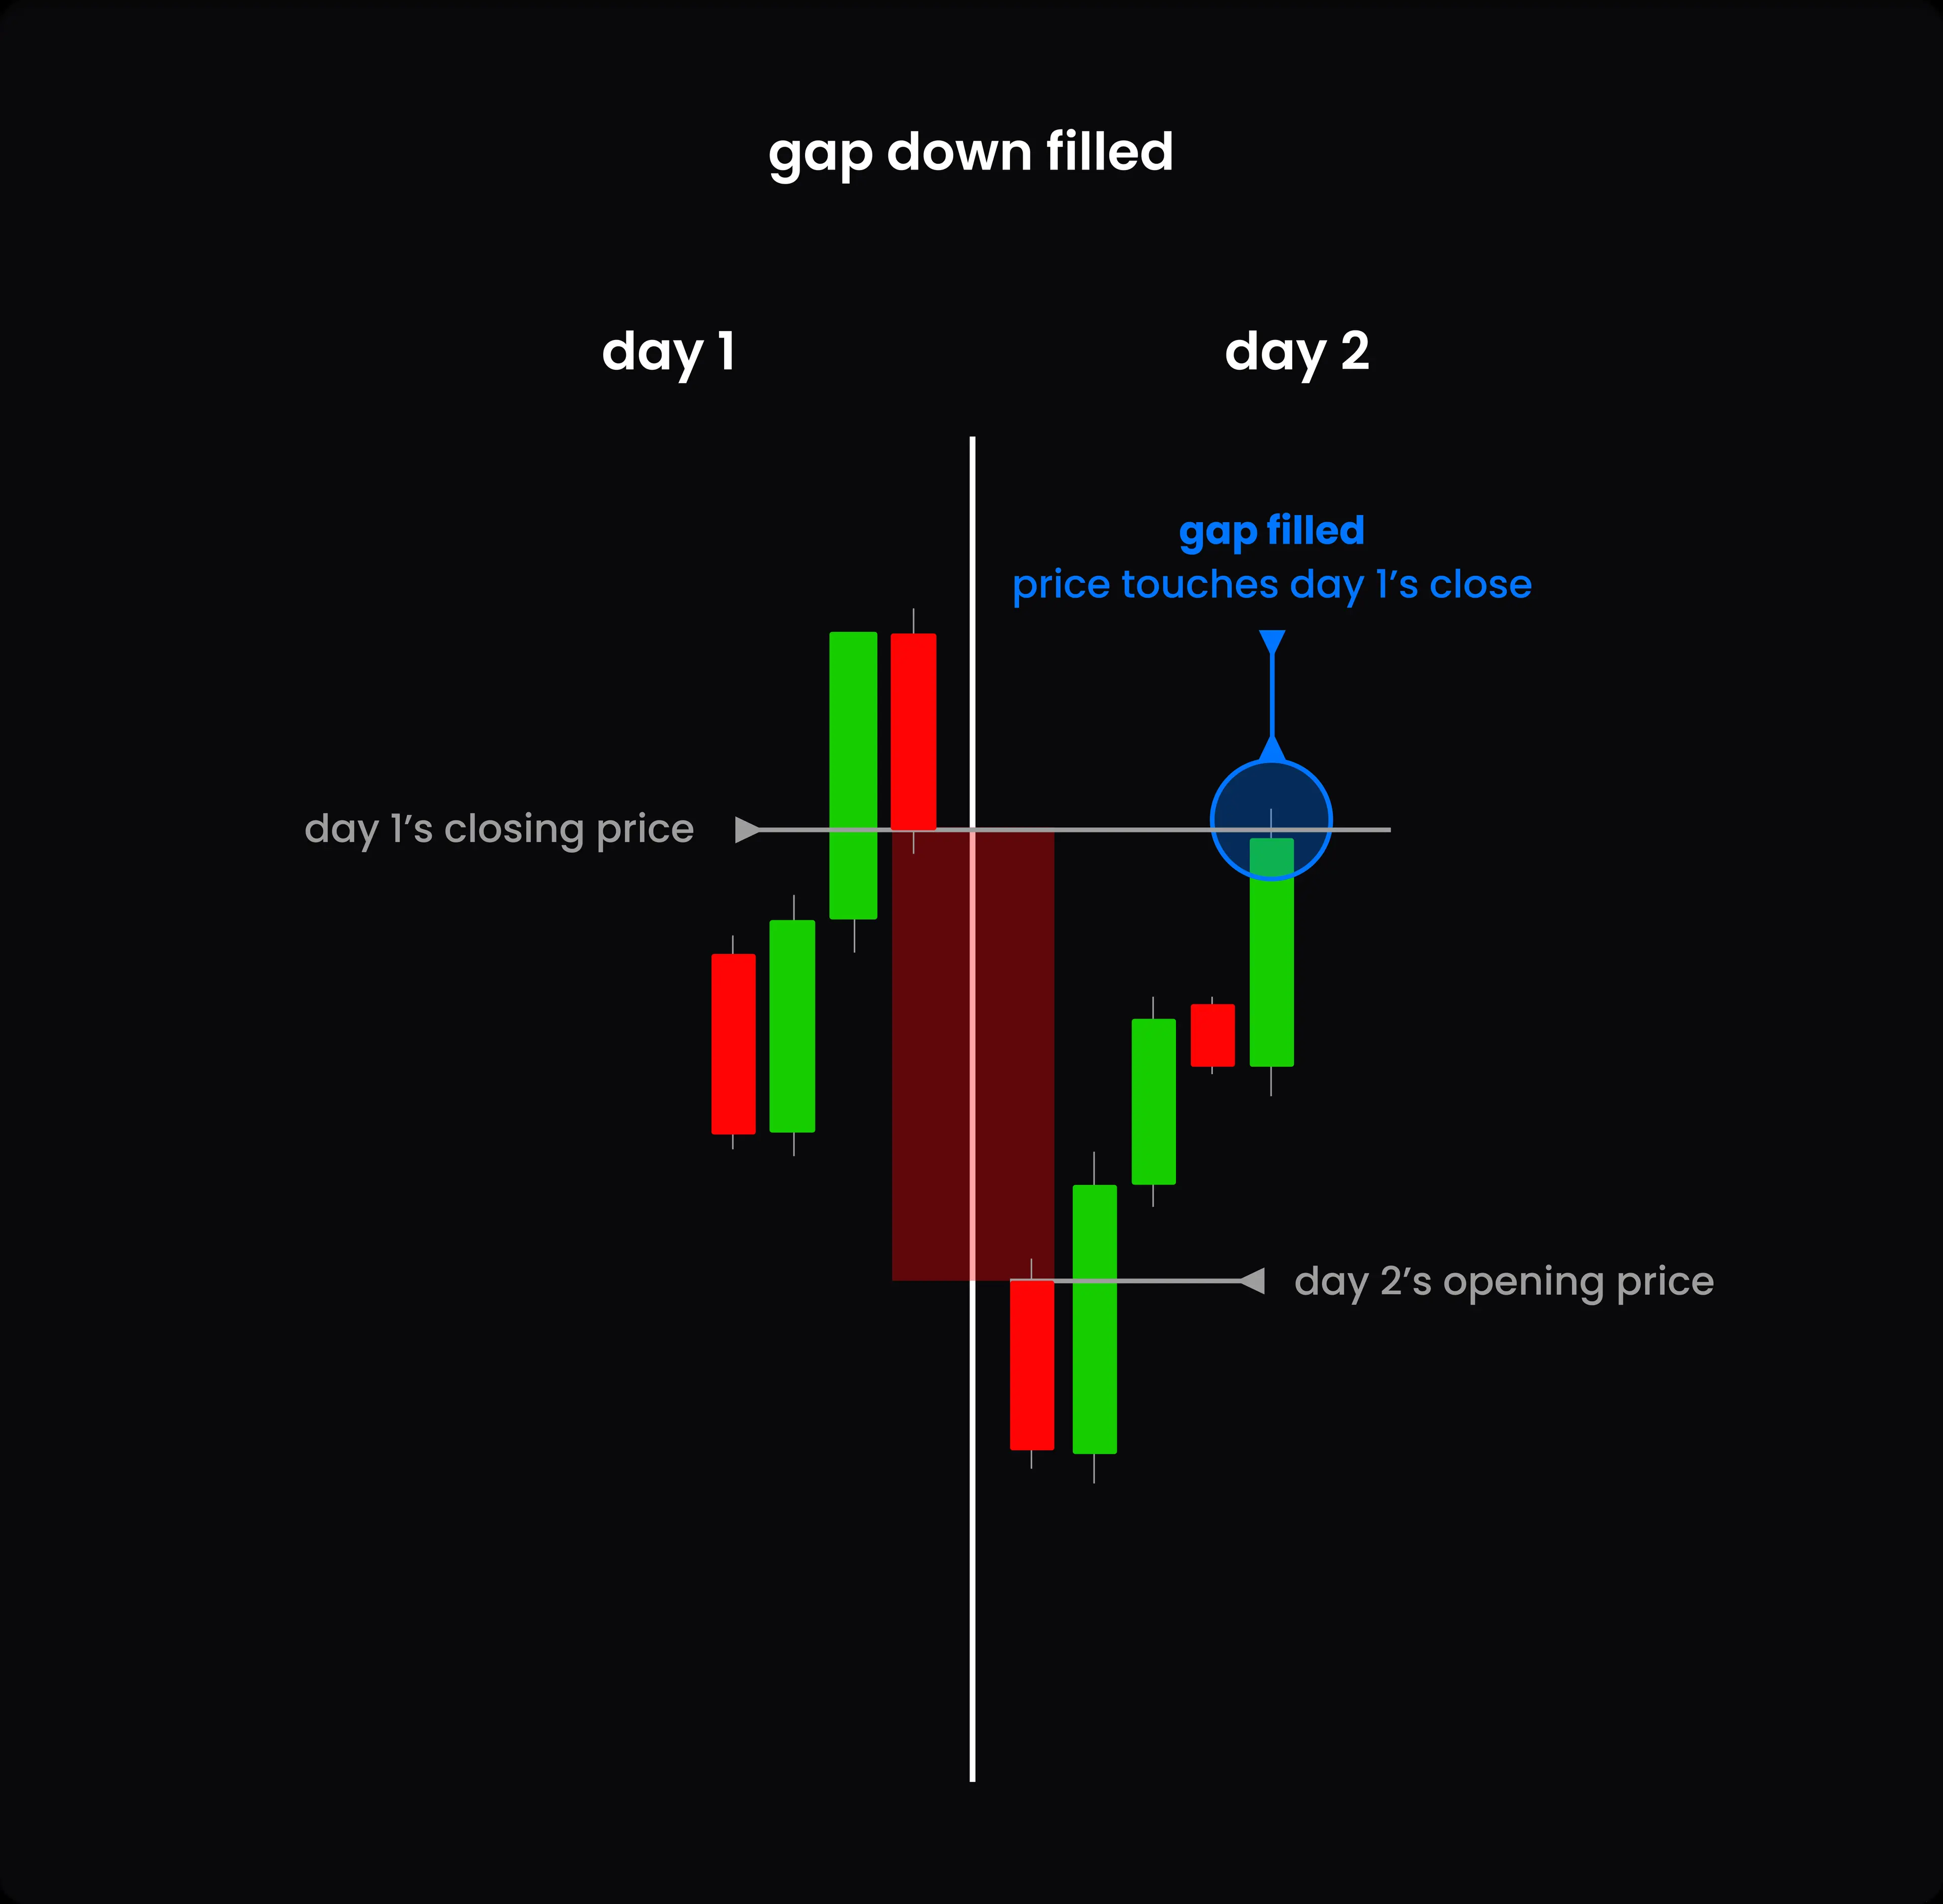 gap down filled
day 1
day 2
gap filled
price touches day 1’s close
day 1’s closing price
day 2’s opening price